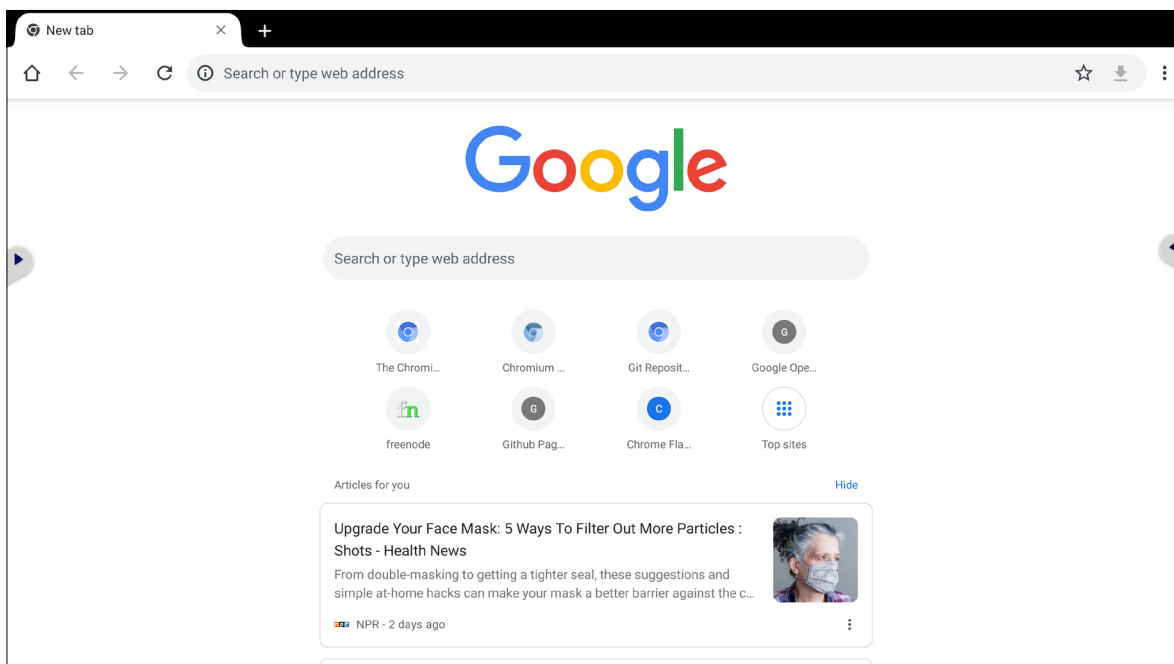 New tab
Search or type web address
Google
Search or type web address
The Chromi...
Chromium ...
Git Reposit...
G
Google Ope...
fn
freenode
G
Github Pag...
C
Chrome Fla...
Top sites
Articles for you
Hide
Upgrade Your Face Mask: 5 Ways To Filter Out More Particles :
Shots - Health News
From double-masking to getting a tighter seal, these suggestions and
simple at-home hacks can make your mask a better barrier against the c...
npr NPR - 2 days ago